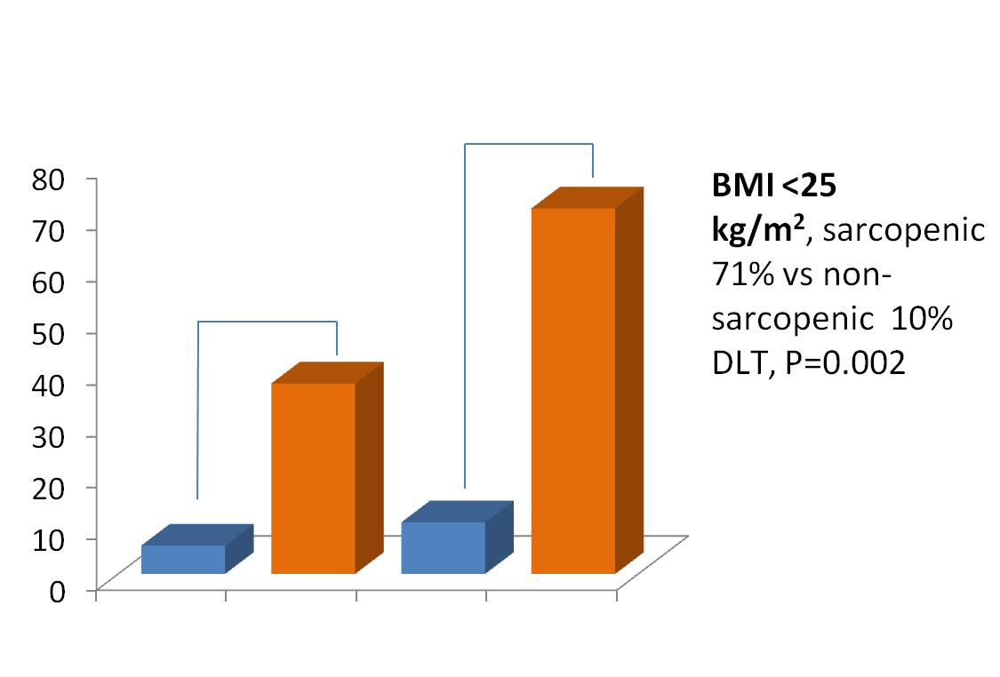 80
70
60
50
40
30
20
10
0
BMI <25
kg/m², sarcopenic
71% vs non-
sarcopenic  10%
DLT, P=0.002